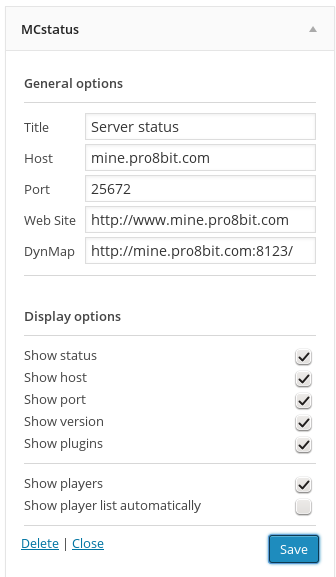 MCstatus
General options
Title Server status
Host mine.pro8bit.com
Port 25672
Web Site http://www.mine.pro8bit.com
DynMap http://mine.pro8bit.com:8123/
Display options
Show status
Show host
Show port
Show version
Show plugins
Show players
Show player list automatically
Delete | Close Save